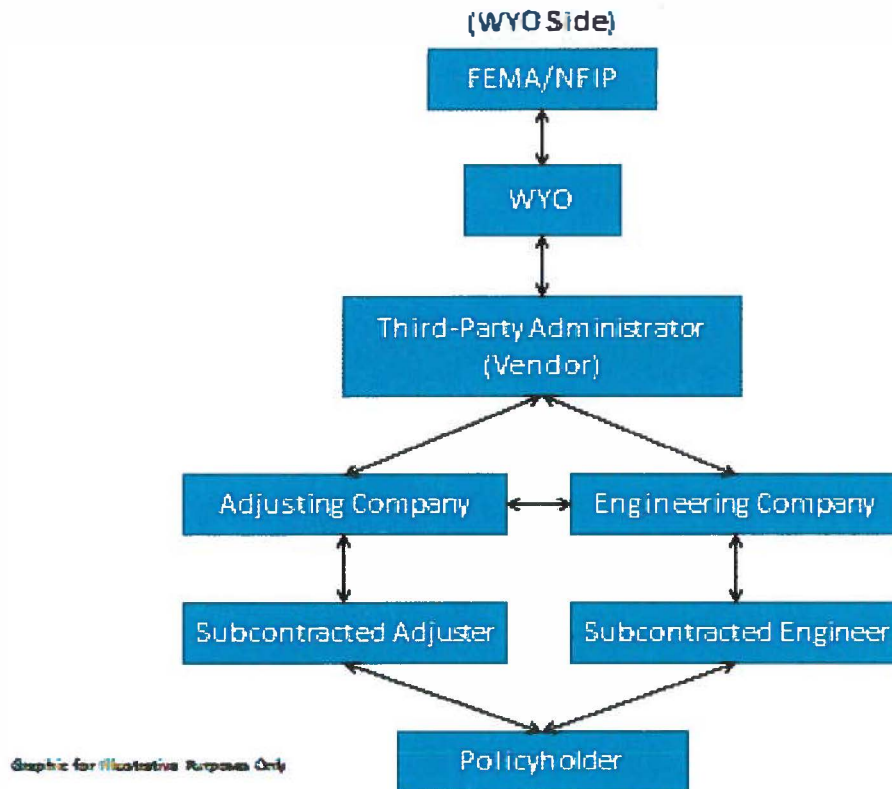 (WYO Side)
FEMA/NFIP
WYO
Third-Party Administrator
(Vendor)
Adjusting Company
Engineering Company
Subcontracted Adjuster
Subcontracted Engineer
Policyholder
Graphic for Illustrative Purposes Only